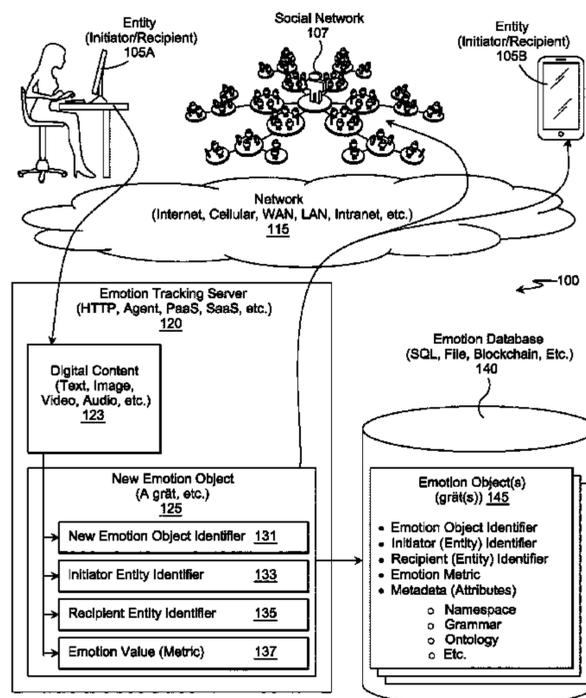 Entity
(Initiator/Recipient)
105A
Social Network
107
Entity
(Initiator/Recipient)
105B
Network
(Internet, Cellular, WAN, LAN, Intranet, etc.)
115
100
Emotion Tracking Server
(HTTP, Agent, PaaS, SaaS, etc.)
120
Digital Content
(Text, Image,
Video, Audio, etc.)
123
New Emotion Object
(A grät, etc.)
125
New Emotion Object Identifier 131
Initiator Entity Identifier 133
Recipient Entity Identifier 135
Emotion Value (Metric) 137
Emotion Database
(SQL, File, Blockchain, Etc.)
140
Emotion Object(s)
(grät(s)) 145
• Emotion Object Identifier
• Initiator (Entity) Identifier
• Recipient (Entity) Identifier
• Emotion Metric
• Metadata (Attributes)
○ Namespace
○ Grammar
○ Ontology
○ Etc.